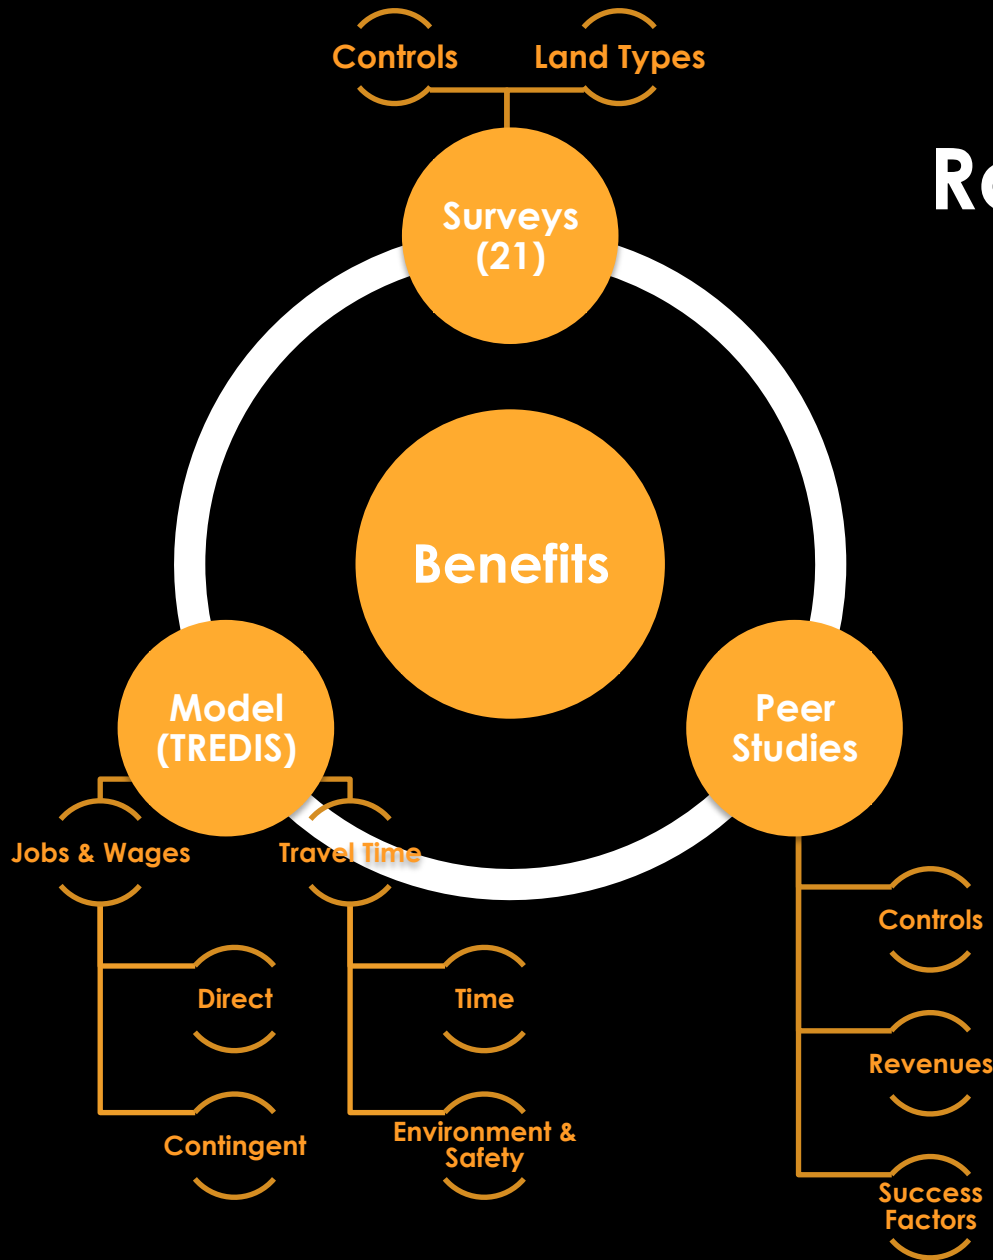 Controls
Land Types
Surveys
(21)
Benefits
Model
(TREDIS)
Peer
Studies
Jobs & Wages
Travel Time
Direct
Time
Contingent
Environment &
Safety
Controls
Revenues
Success
Factors